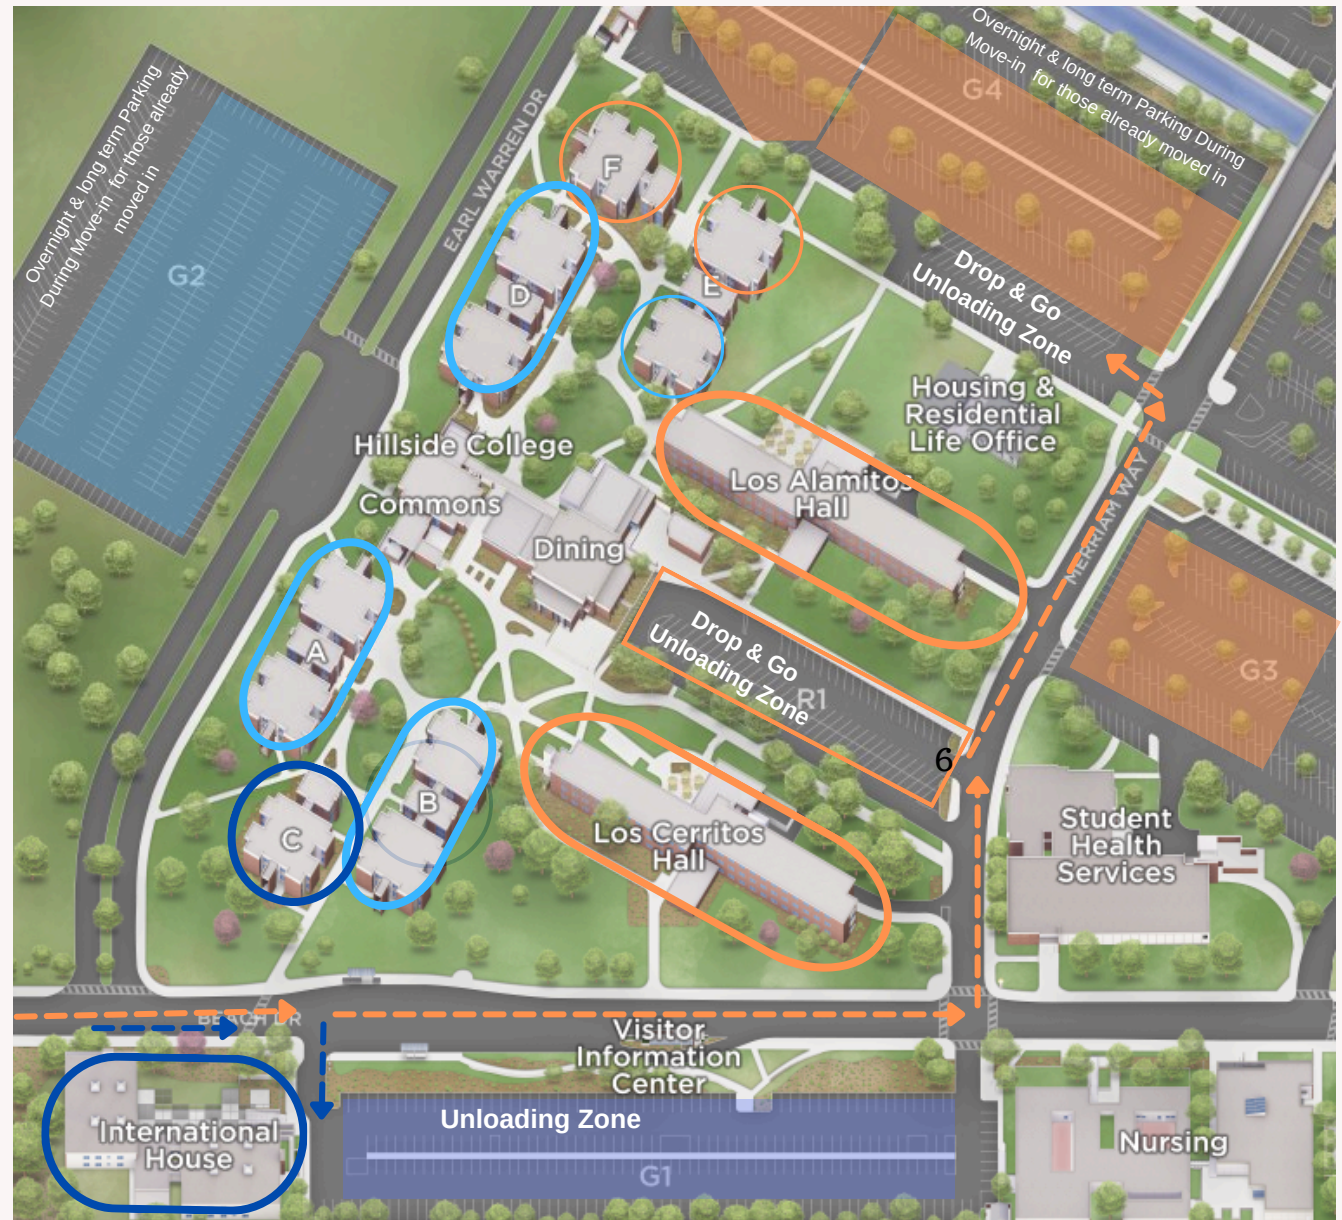 Overnight & long term Parking
During Move-in for those already
moved in
G2
EARL WARREN DR
F
D
E
Overnight & long term Parking During
Move-in for those already moved in
G4
Drop & Go
Unloading Zone
Housing &
Residential
Life Office
Hillside College
Commons
Dining
Los Alamitos
Hall
MERRIAM WAY
G3
Drop & Go
Unloading Zone
R1
6
A
B
C
Los Cerritos
Hall
Student
Health
Services
BEACH DR
Visitor
Information
Center
International
House
Unloading Zone
G1
Nursing